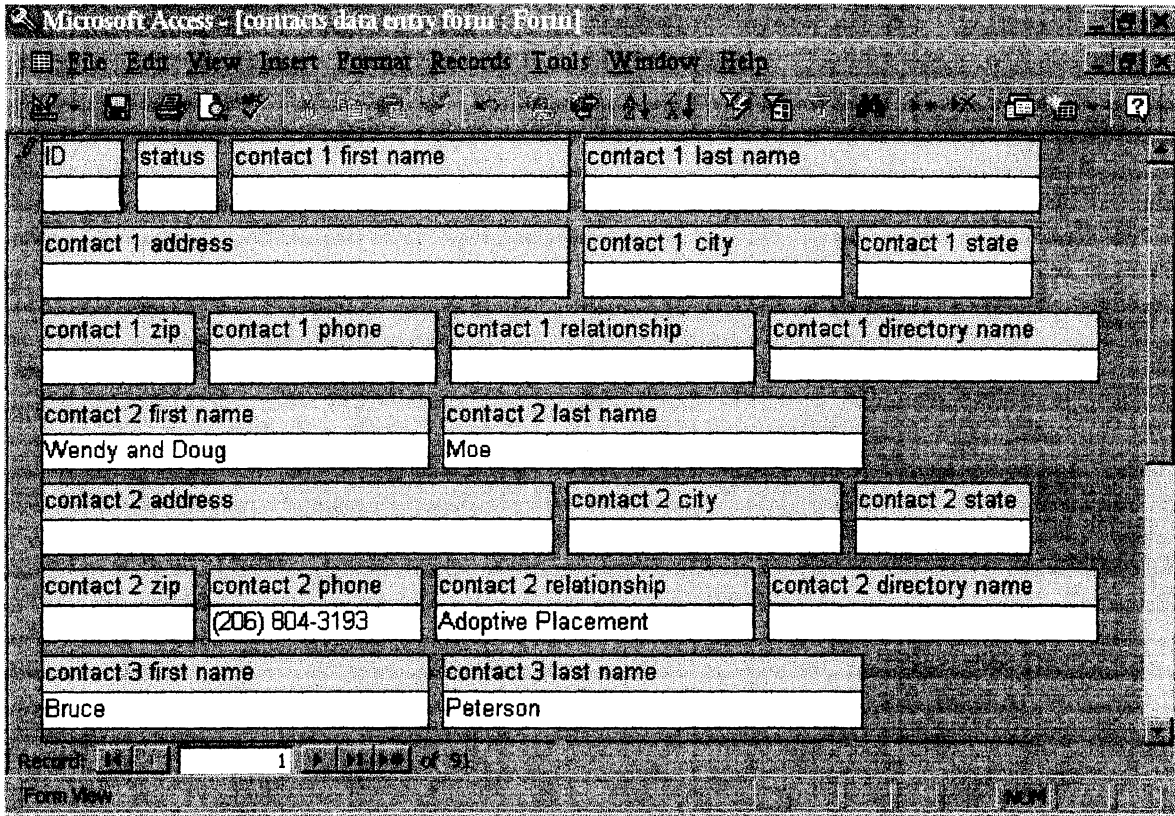 Microsoft Access - [contacts data entry form : Form]
File Edit View Insert Format Records Tools Window Help
ID status contact 1 first name contact 1 last name
contact 1 address contact 1 city contact 1 state
contact 1 zip contact 1 phone contact 1 relationship contact 1 directory name
contact 2 first name contact 2 last name
Wendy and Doug Moe
contact 2 address contact 2 city contact 2 state
contact 2 zip contact 2 phone contact 2 relationship contact 2 directory name
(206) 804-3193 Adoptive Placement
contact 3 first name contact 3 last name
Bruce Peterson
Record: 1 of 91
Form View NUM